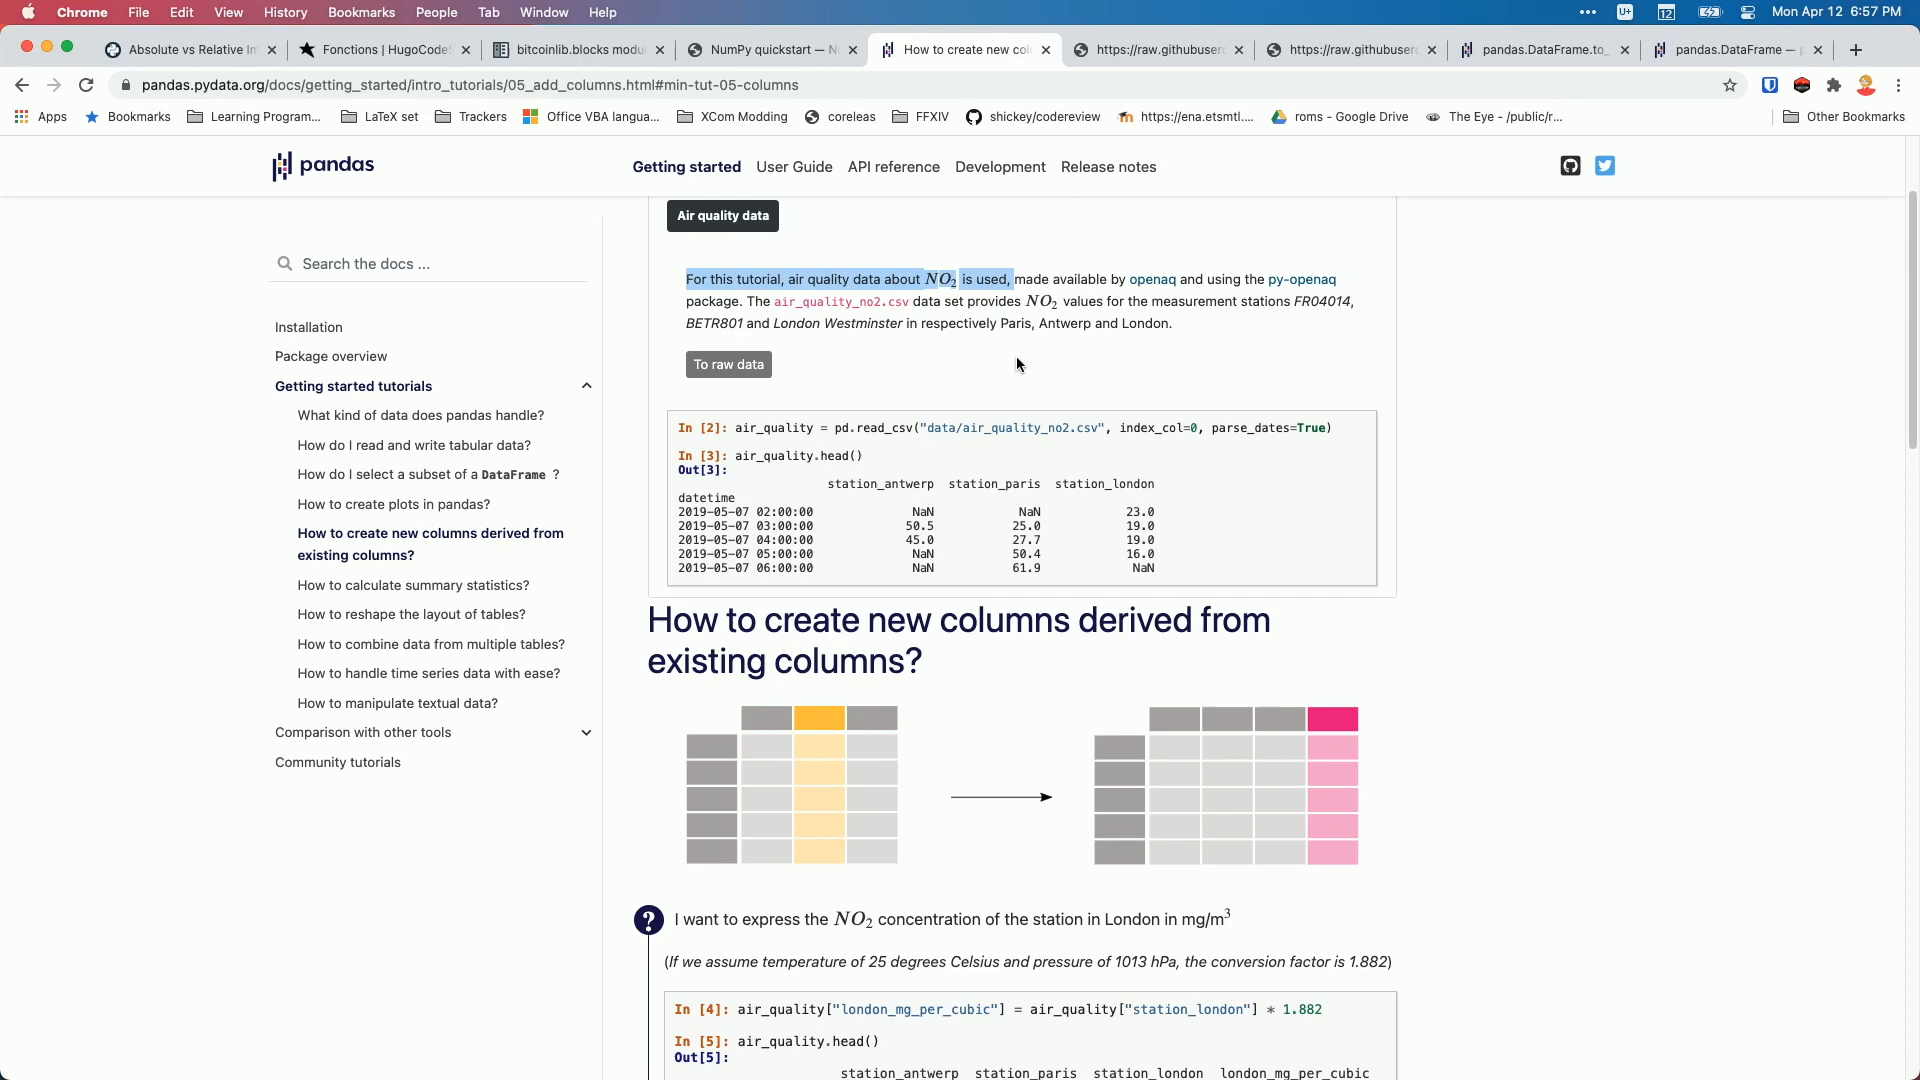 Chrome File Edit View History Bookmarks People Tab Window Help U+ 12 Mon Apr 12 6:57 PM
Absolute vs Relative Im Fonctions | HugoCodeS bitcoinlib.blocks modu NumPy quickstart — N How to create new col https://raw.githubuserc https://raw.githubuserc pandas.DataFrame.to_ pandas.DataFrame — p
pandas.pydata.org/docs/getting_started/intro_tutorials/05_add_columns.html#min-tut-05-columns
Apps Bookmarks Learning Program... LaTeX set Trackers Office VBA langua... XCom Modding coreleas FFXIV shickey/codereview https://ena.etsmtl.... roms - Google Drive The Eye - /public/r... Other Bookmarks
pandas Getting started User Guide API reference Development Release notes
Air quality data
For this tutorial, air quality data about NO₂ is used, made available by openaq and using the py-openaq
package. The air_quality_no2.csv data set provides NO₂ values for the measurement stations FR04014,
BETR801 and London Westminster in respectively Paris, Antwerp and London.
To raw data
In [2]: air_quality = pd.read_csv("data/air_quality_no2.csv", index_col=0, parse_dates=True)
In [3]: air_quality.head()
Out[3]:
station_antwerp station_paris station_london
datetime
2019-05-07 02:00:00 NaN NaN 23.0
2019-05-07 03:00:00 50.5 25.0 19.0
2019-05-07 04:00:00 45.0 27.7 19.0
2019-05-07 05:00:00 NaN 50.4 16.0
2019-05-07 06:00:00 NaN 61.9 NaN
Search the docs ...
Installation
Package overview
Getting started tutorials
What kind of data does pandas handle?
How do I read and write tabular data?
How do I select a subset of a DataFrame ?
How to create plots in pandas?
How to create new columns derived from
existing columns?
How to calculate summary statistics?
How to reshape the layout of tables?
How to combine data from multiple tables?
How to handle time series data with ease?
How to manipulate textual data?
Comparison with other tools
Community tutorials
How to create new columns derived from
existing columns?
? I want to express the NO₂ concentration of the station in London in mg/m³
(If we assume temperature of 25 degrees Celsius and pressure of 1013 hPa, the conversion factor is 1.882)
In [4]: air_quality["london_mg_per_cubic"] = air_quality["station_london"] * 1.882
In [5]: air_quality.head()
Out[5]:
station_antwerp station_paris station_london london_mg_per_cubic